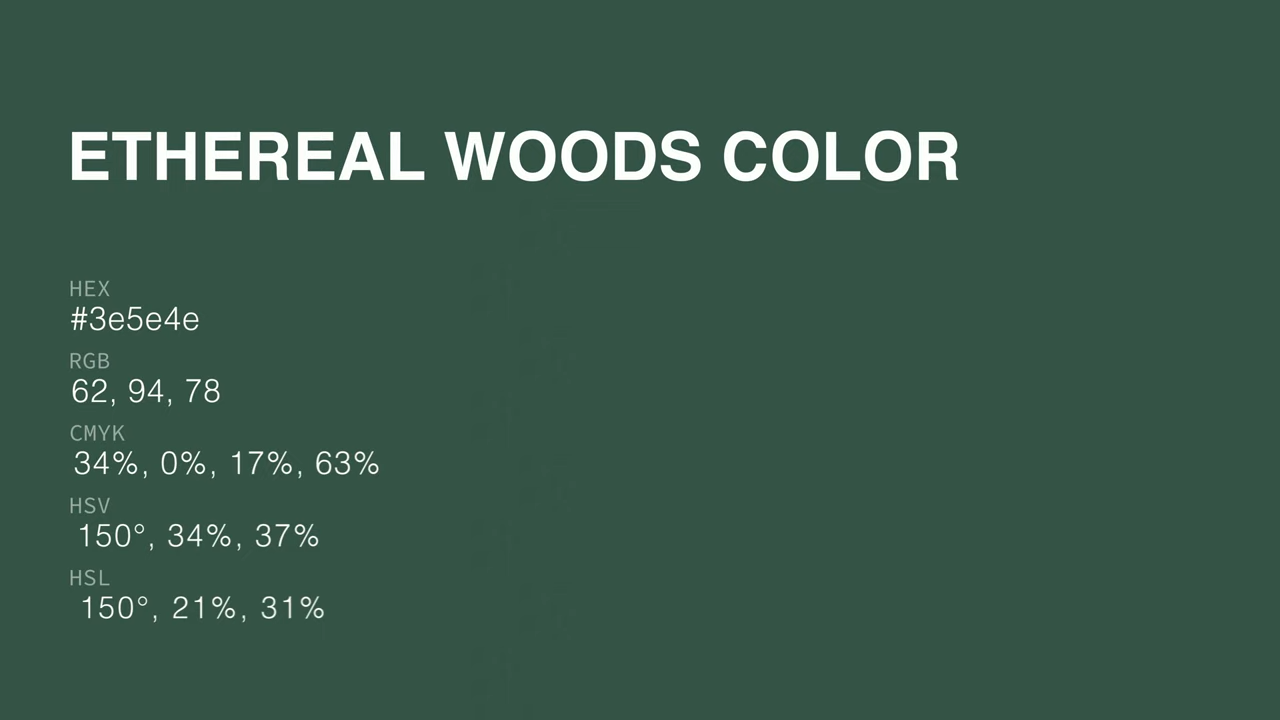 ETHEREAL WOODS COLOR
HEX
#3e5e4e
RGB
62, 94, 78
CMYK
34%, 0%, 17%, 63%
HSV
150°, 34%, 37%
HSL
150°, 21%, 31%